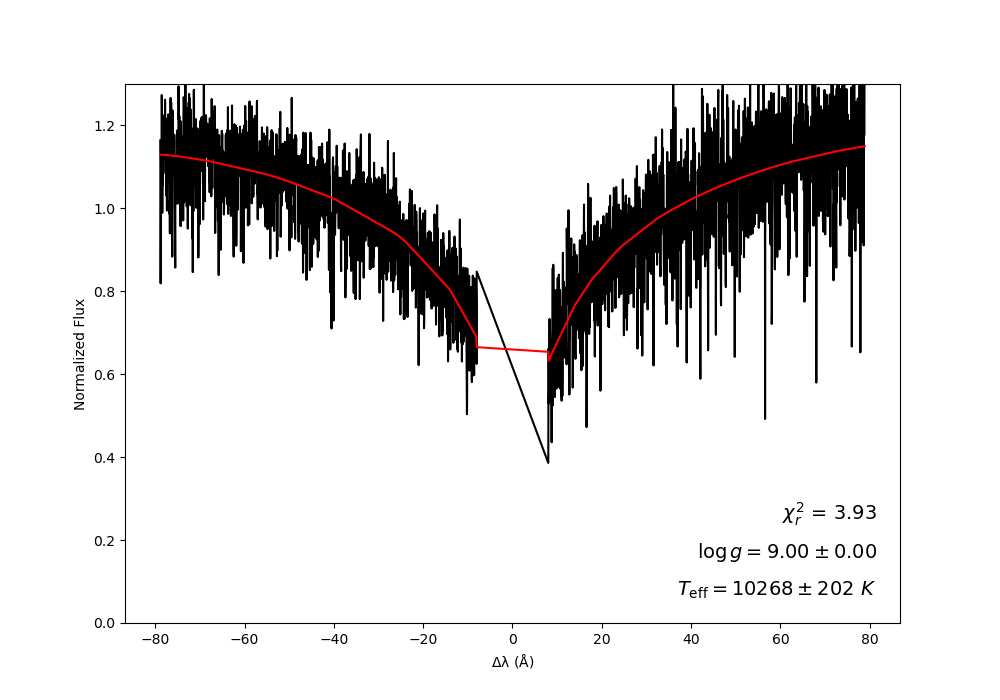 1.2
1.0
0.8
0.6
0.4
0.2
0.0
Normalized Flux
χ²ᵣ = 3.93
log g = 9.00 ± 0.00
T_eff = 10268 ± 202 K
−80 −60 −40 −20 0 20 40 60 80
Δλ (Å)